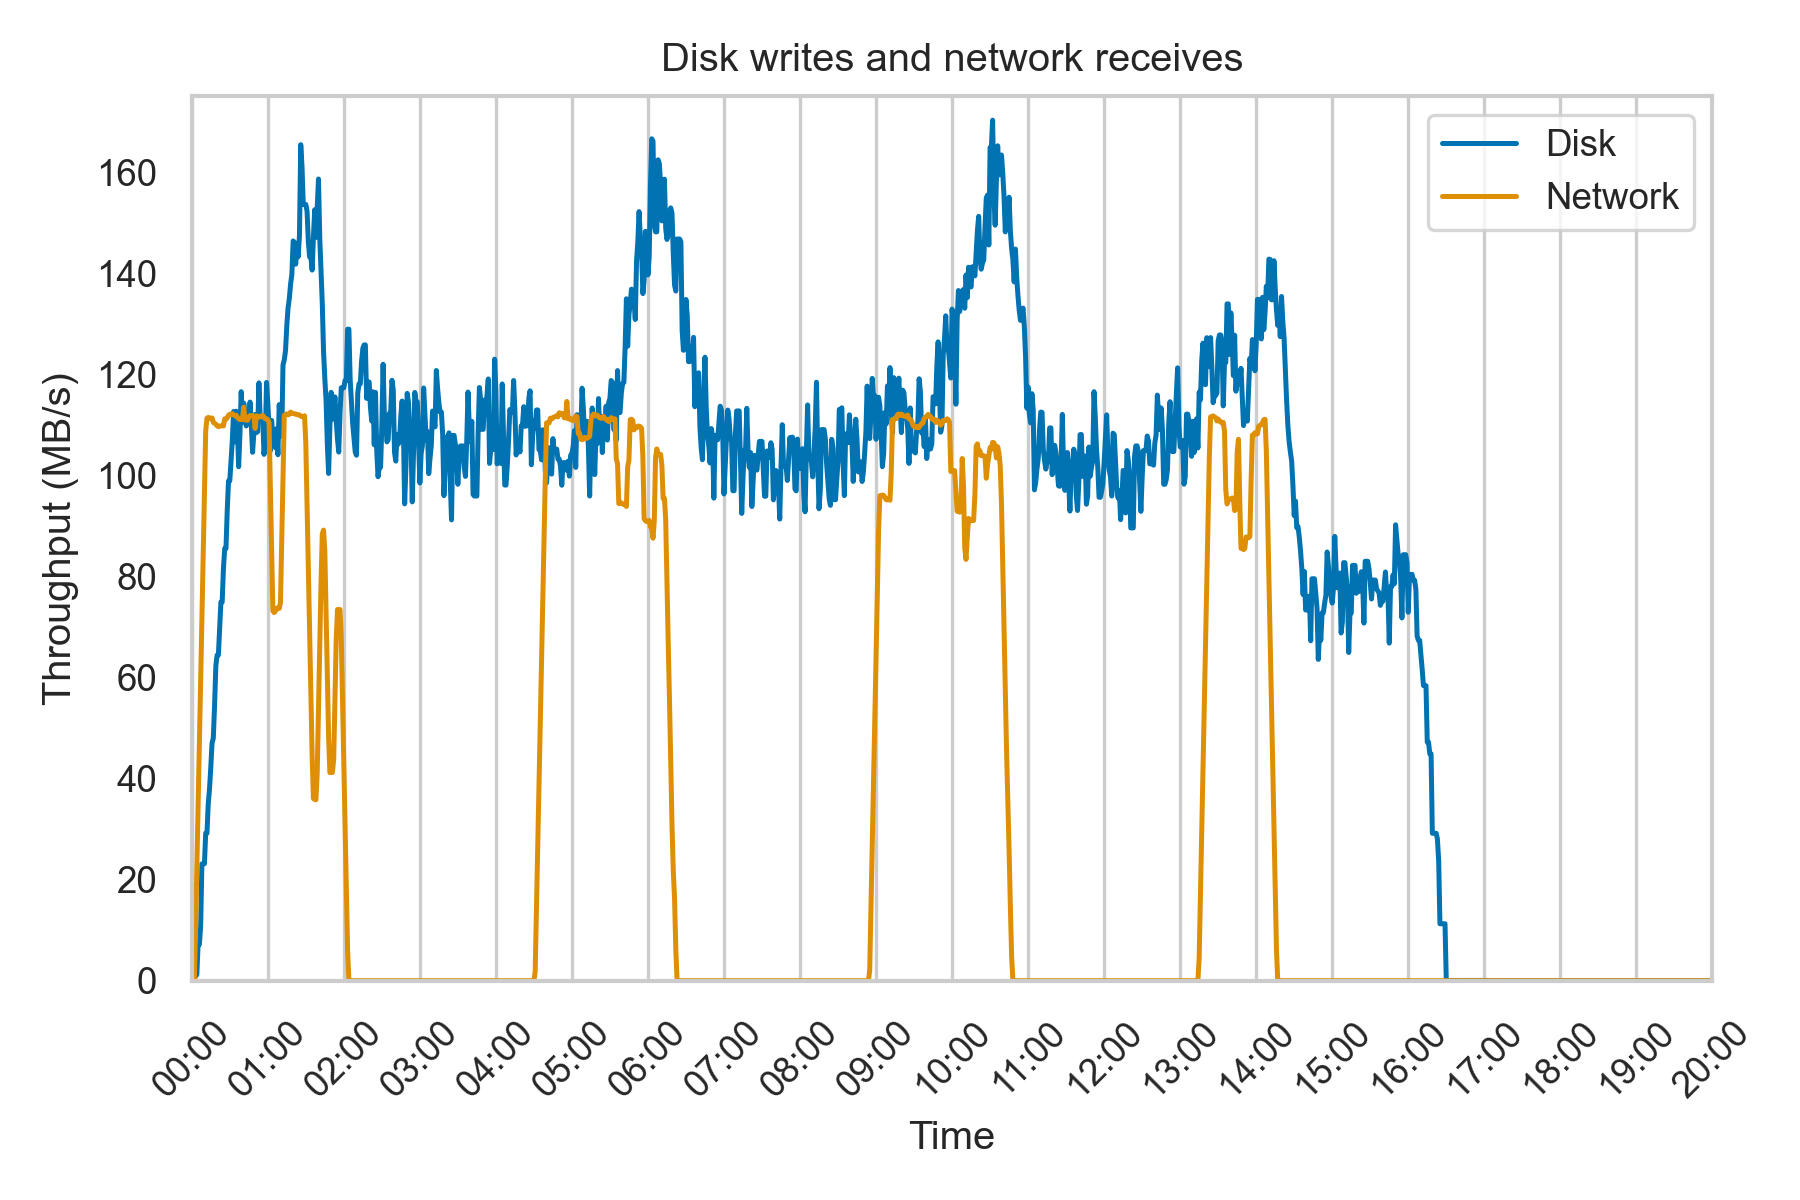 Disk writes and network receives
Disk
Network
Throughput (MB/s)
160
140
120
100
80
60
40
20
0
00:00 01:00 02:00 03:00 04:00 05:00 06:00 07:00 08:00 09:00 10:00 11:00 12:00 13:00 14:00 15:00 16:00 17:00 18:00 19:00 20:00
Time